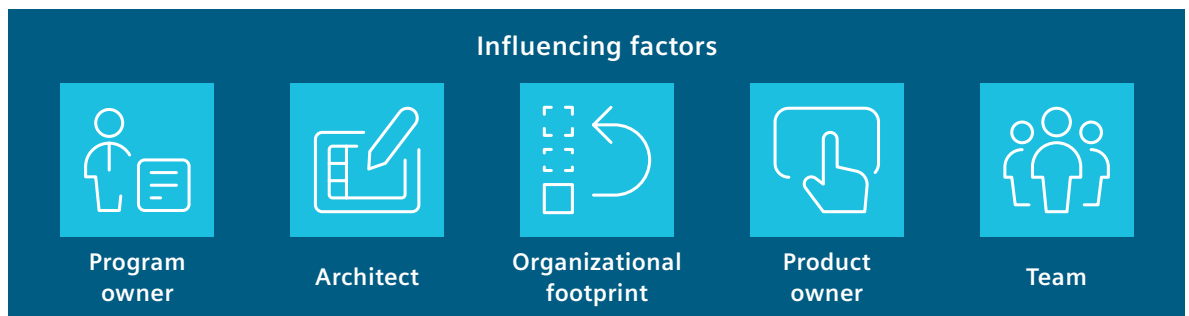 Influencing factors
Program
owner
Architect
Organizational
footprint
Product
owner
Team